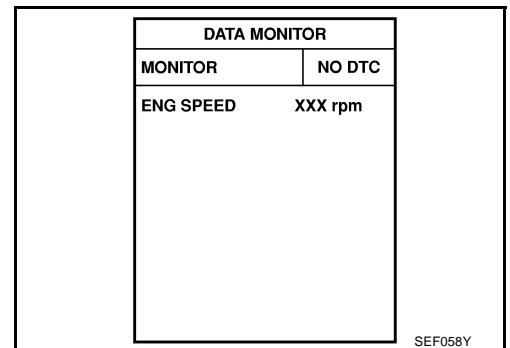 DATA MONITOR
MONITOR NO DTC
ENG SPEED XXX rpm
SEF058Y